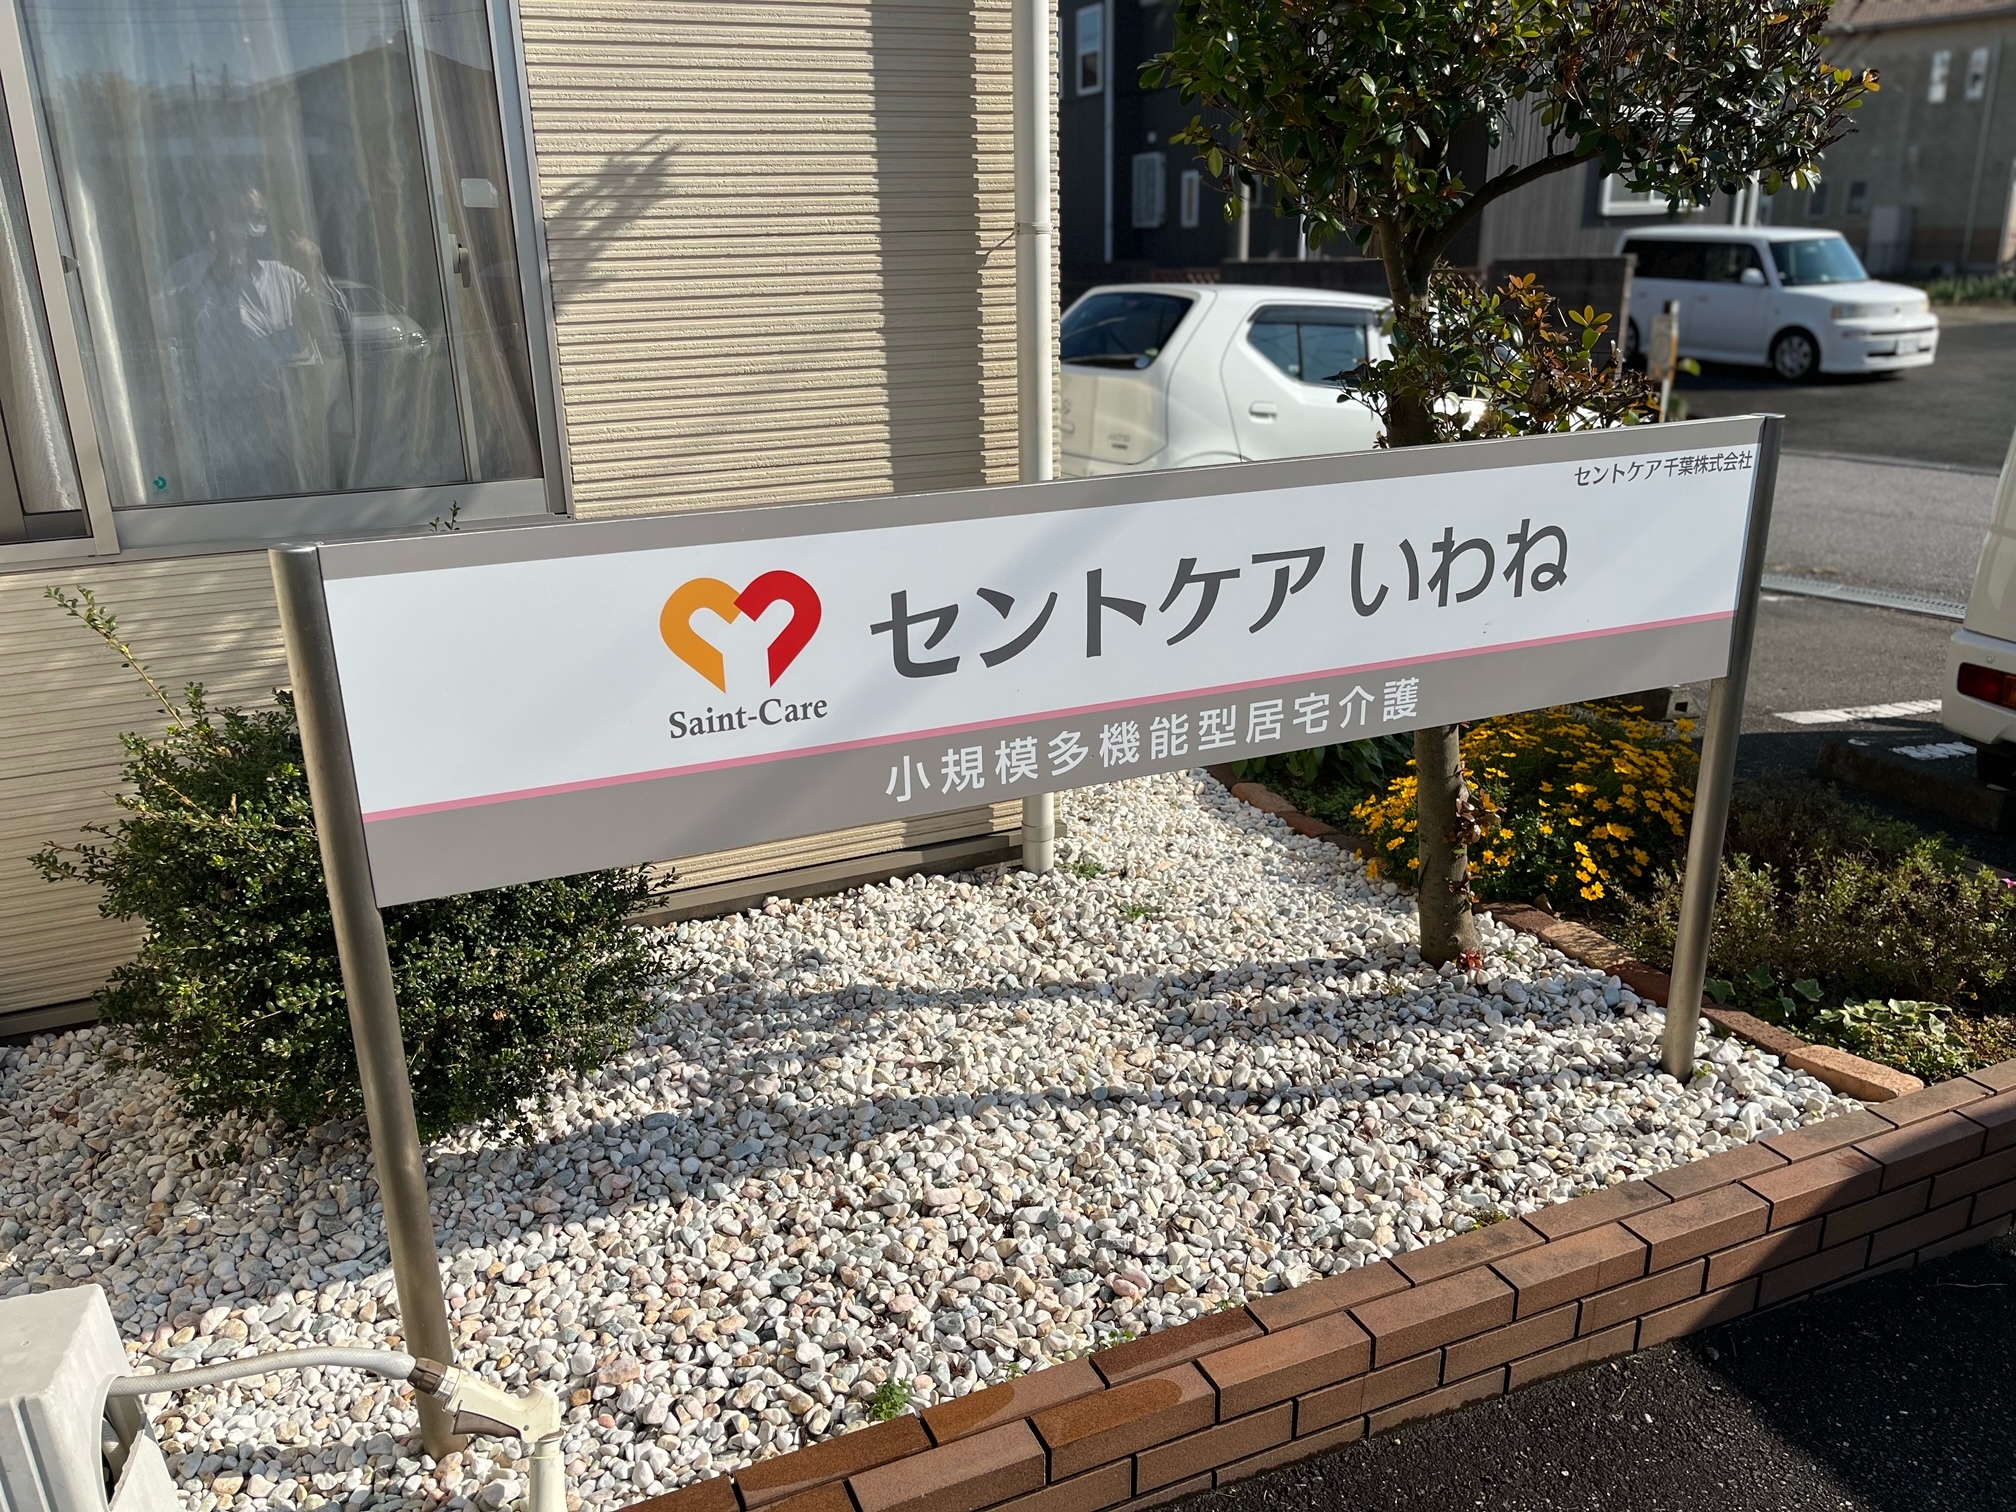 セントケア千葉株式会社
セントケア いわね
Saint-Care
小規模多機能型居宅介護